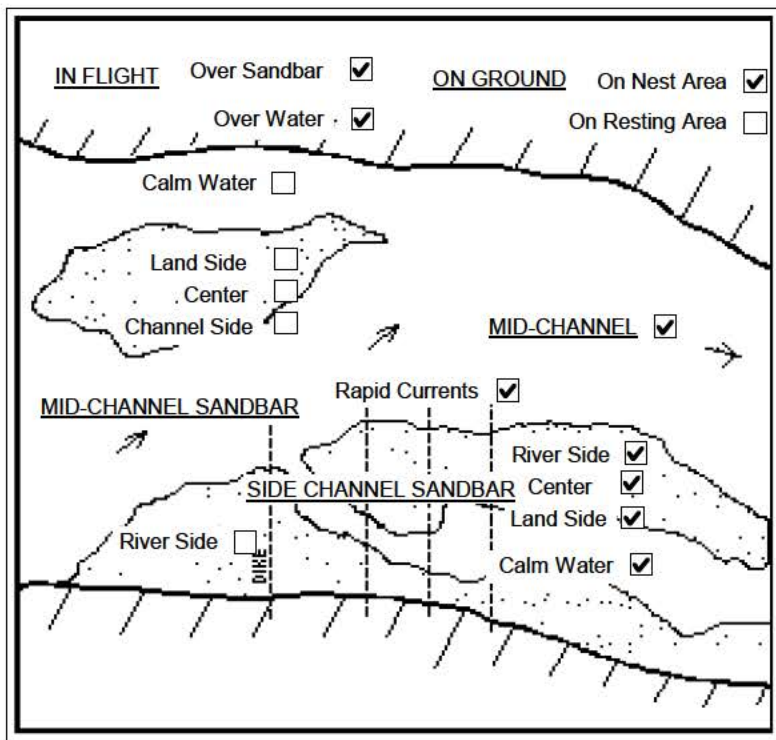 IN FLIGHT Over Sandbar ON GROUND On Nest Area
Over Water On Resting Area
Calm Water
Land Side
Center
Channel Side MID-CHANNEL
Rapid Currents
MID-CHANNEL SANDBAR
River Side
SIDE CHANNEL SANDBAR Center
Land Side
River Side
DIKE
Calm Water